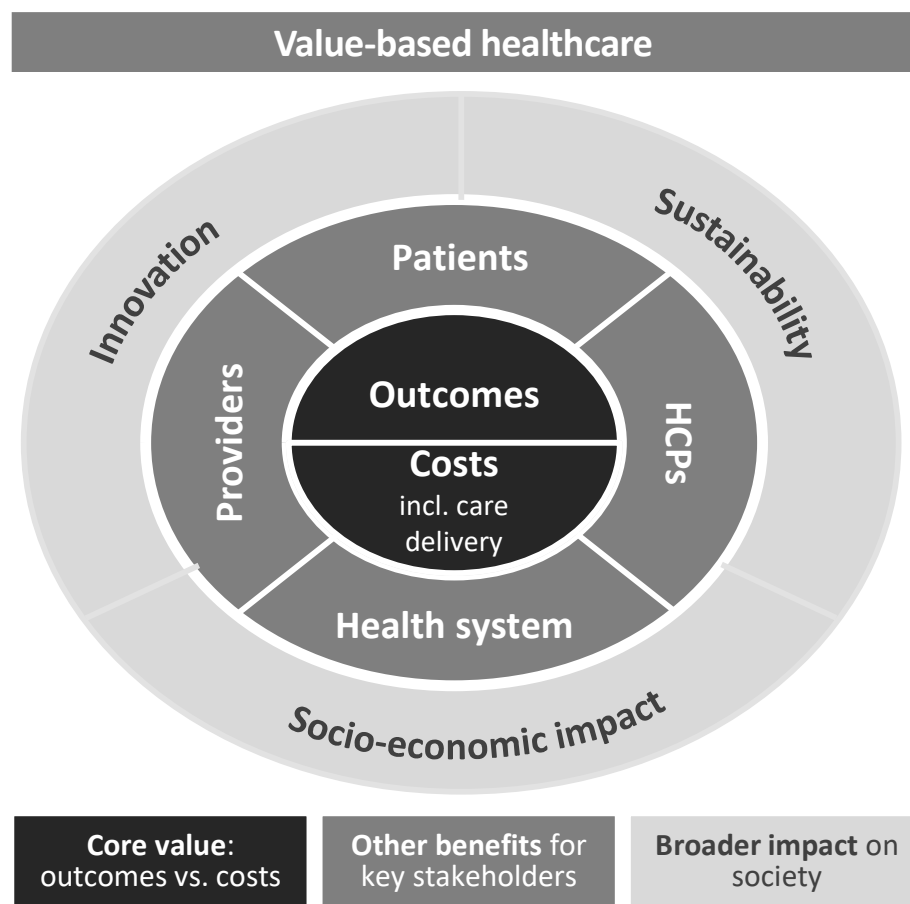 Value-based healthcare
Innovation
Sustainability
Patients
Providers
HCPs
Outcomes
Costs
incl. care
delivery
Health system
Socio-economic impact
Core value:
outcomes vs. costs
Other benefits for
key stakeholders
Broader impact on
society